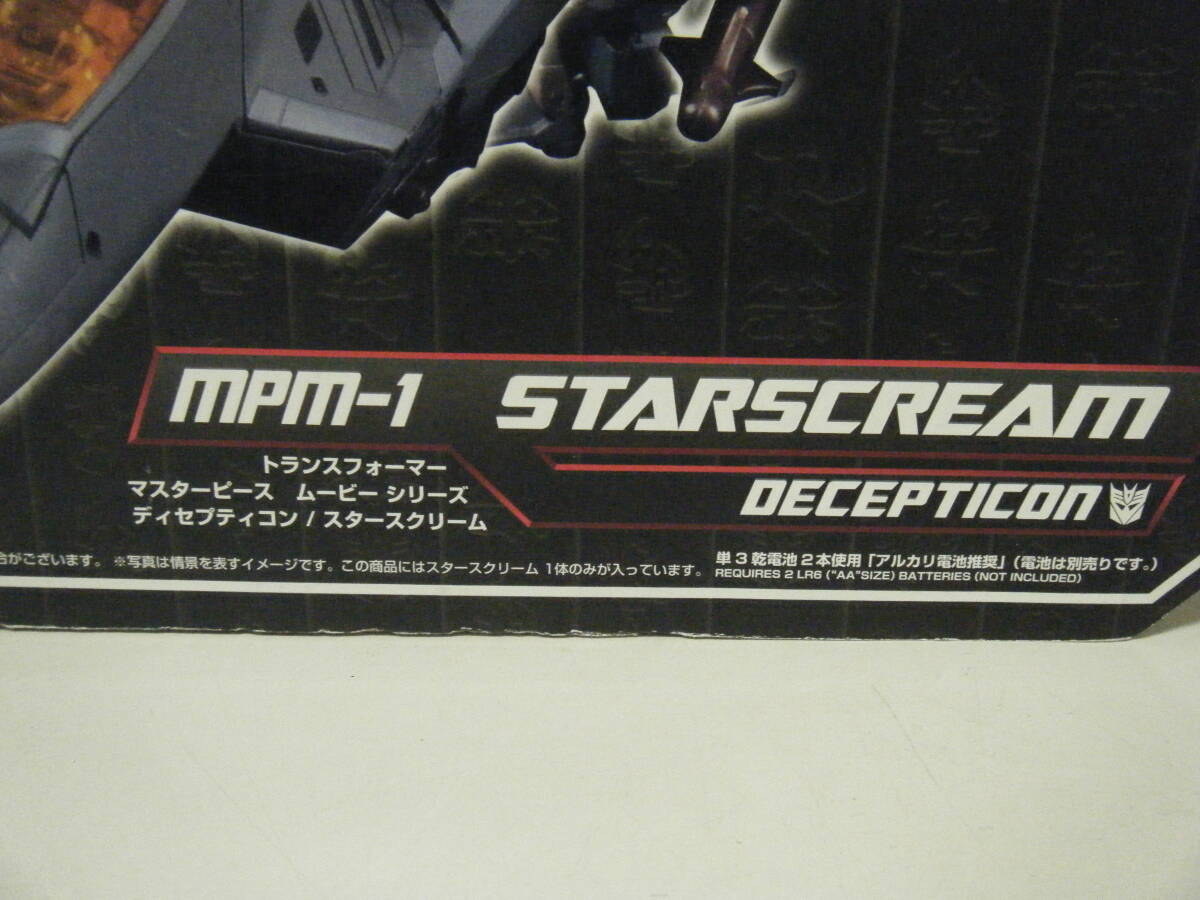 MPM-1 STARSCREAM
トランスフォーマー
マスターピース ムービー シリーズ
ディセプティコン / スタースクリーム
DECEPTICON
合がございます。 ※写真は情景を表すイメージです。この商品にはスタースクリーム 1体のみが入っています。
単3乾電池2本使用「アルカリ電池推奨」(電池は別売りです。)
REQUIRES 2 LR6 ("AA"SIZE) BATTERIES (NOT INCLUDED)